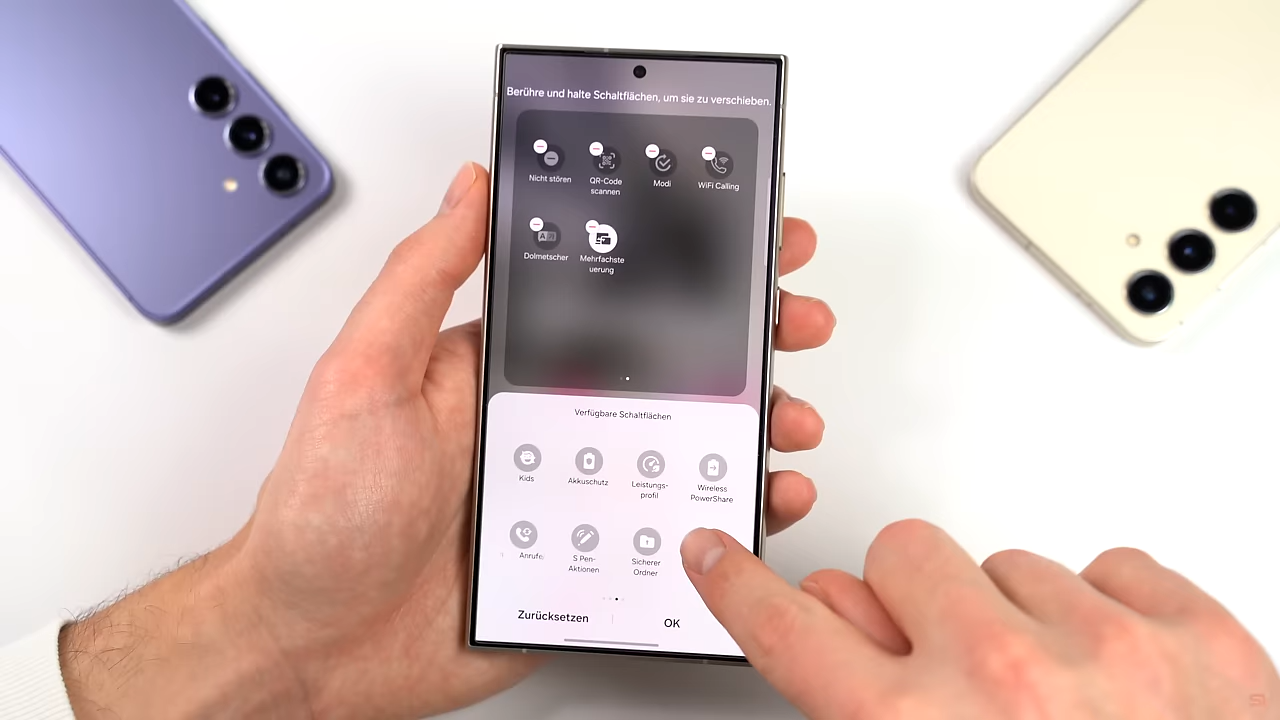 Berühre und halte Schaltflächen, um sie zu verschieben.
Nicht stören
QR-Code
scannen
Modi
WiFi Calling
Dolmetscher
Mehrfachste
uerung
Verfügbare Schaltflächen
Kids
Akkuschutz
Leistungs-
profil
Wireless
PowerShare
Anrufe
S Pen-
Aktionen
Sicherer
Ordner
Zurücksetzen
OK